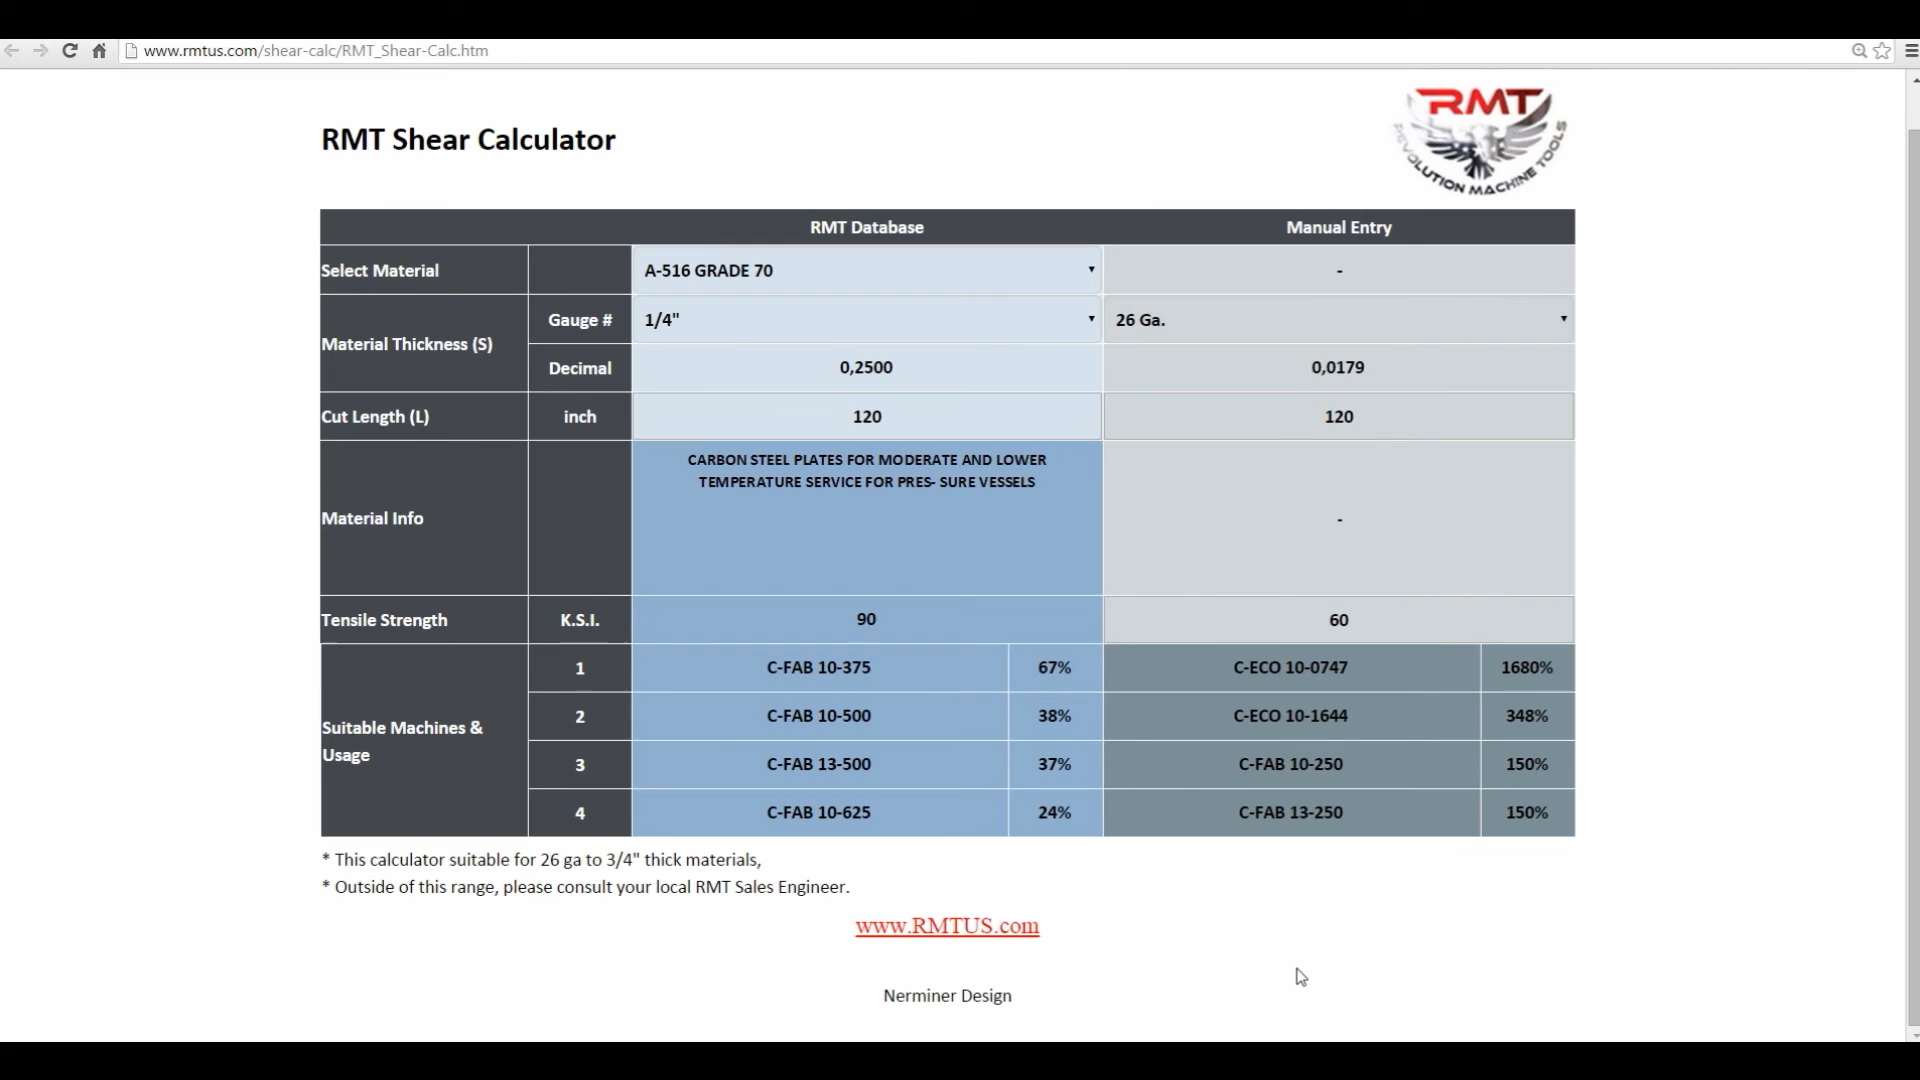 www.rmtus.com/shear-calc/RMT_Shear-Calc.htm
RMT Shear Calculator
RMT
REVOLUTION MACHINE TOOLS
RMT Database Manual Entry
Select Material A-516 GRADE 70 -
Material Thickness (S) Gauge # 1/4" 26 Ga.
Decimal 0,2500 0,0179
Cut Length (L) inch 120 120
Material Info CARBON STEEL PLATES FOR MODERATE AND LOWER
TEMPERATURE SERVICE FOR PRES- SURE VESSELS -
Tensile Strength K.S.I. 90 60
Suitable Machines &
Usage
1 C-FAB 10-375 67% C-ECO 10-0747 1680%
2 C-FAB 10-500 38% C-ECO 10-1644 348%
3 C-FAB 13-500 37% C-FAB 10-250 150%
4 C-FAB 10-625 24% C-FAB 13-250 150%
* This calculator suitable for 26 ga to 3/4" thick materials,
* Outside of this range, please consult your local RMT Sales Engineer.
www.RMTUS.com
Nerminer Design